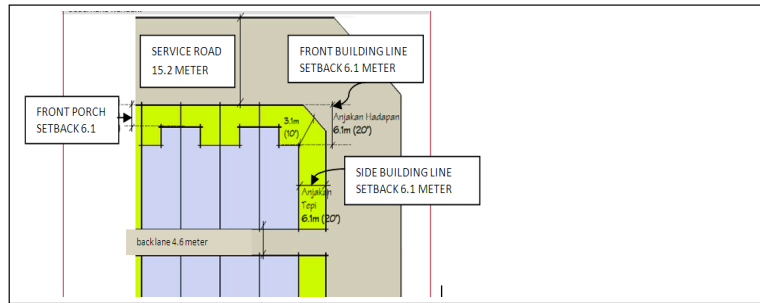 SERVICE ROAD
15.2 METER
FRONT BUILDING LINE
SETBACK 6.1 METER
FRONT PORCH
SETBACK 6.1
3.1m
(10')
Anjakan Hadapan
6.1m (20')
SIDE BUILDING LINE
SETBACK 6.1 METER
Anjakan
Tepi
6.1m (20')
back lane 4.6 meter